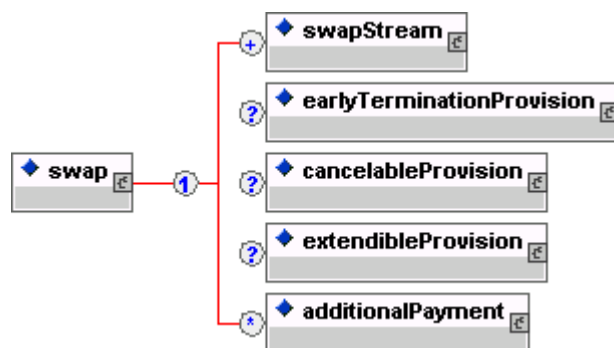 + swapStream
? earlyTerminationProvision
swap 1 ? cancelableProvision
? extendibleProvision
* additionalPayment